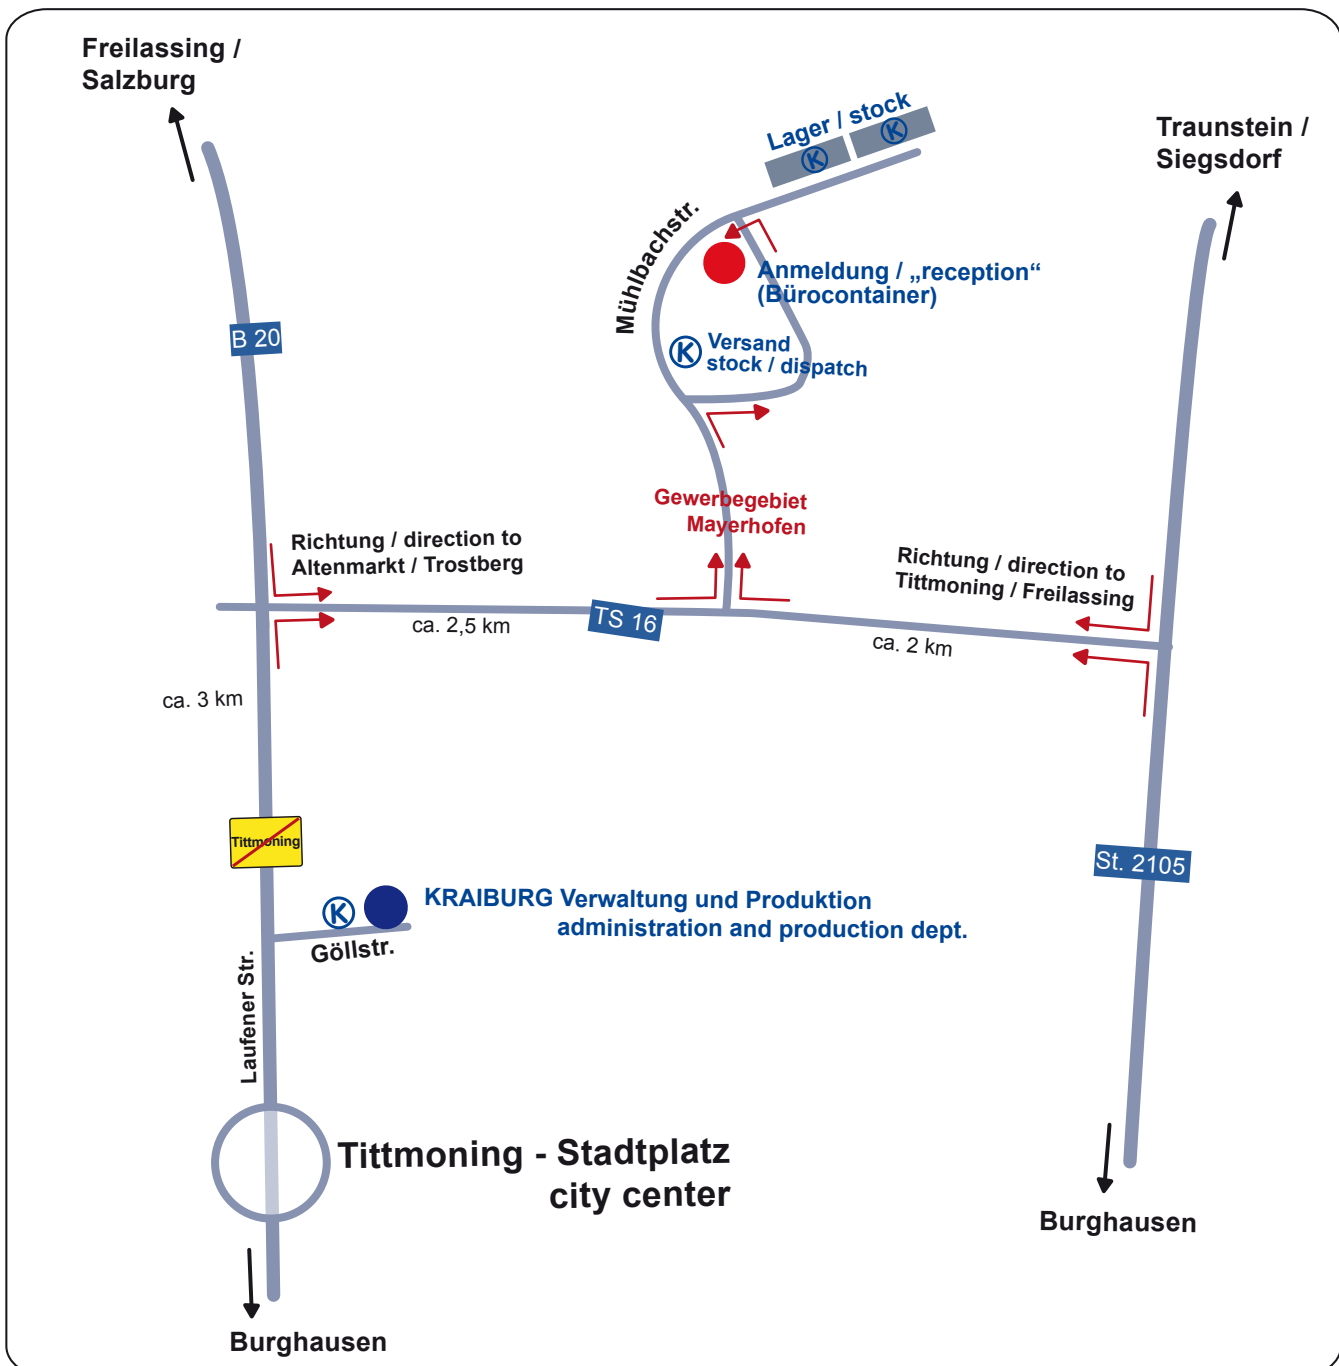 Freilassing /
Salzburg
Lager / stock
K
K
Traunstein /
Siegsdorf
Mühlbachstr.
Anmeldung / „reception“
(Bürocontainer)
B 20
K
Versand
stock / dispatch
Gewerbegebiet
Mayerhofen
Richtung / direction to
Altenmarkt / Trostberg
Richtung / direction to
Tittmoning / Freilassing
TS 16
ca. 2,5 km
ca. 2 km
ca. 3 km
Tittmoning
St. 2105
K
KRAIBURG Verwaltung und Produktion
administration and production dept.
Göllstr.
Laufener Str.
Tittmoning - Stadtplatz
city center
Burghausen
Burghausen